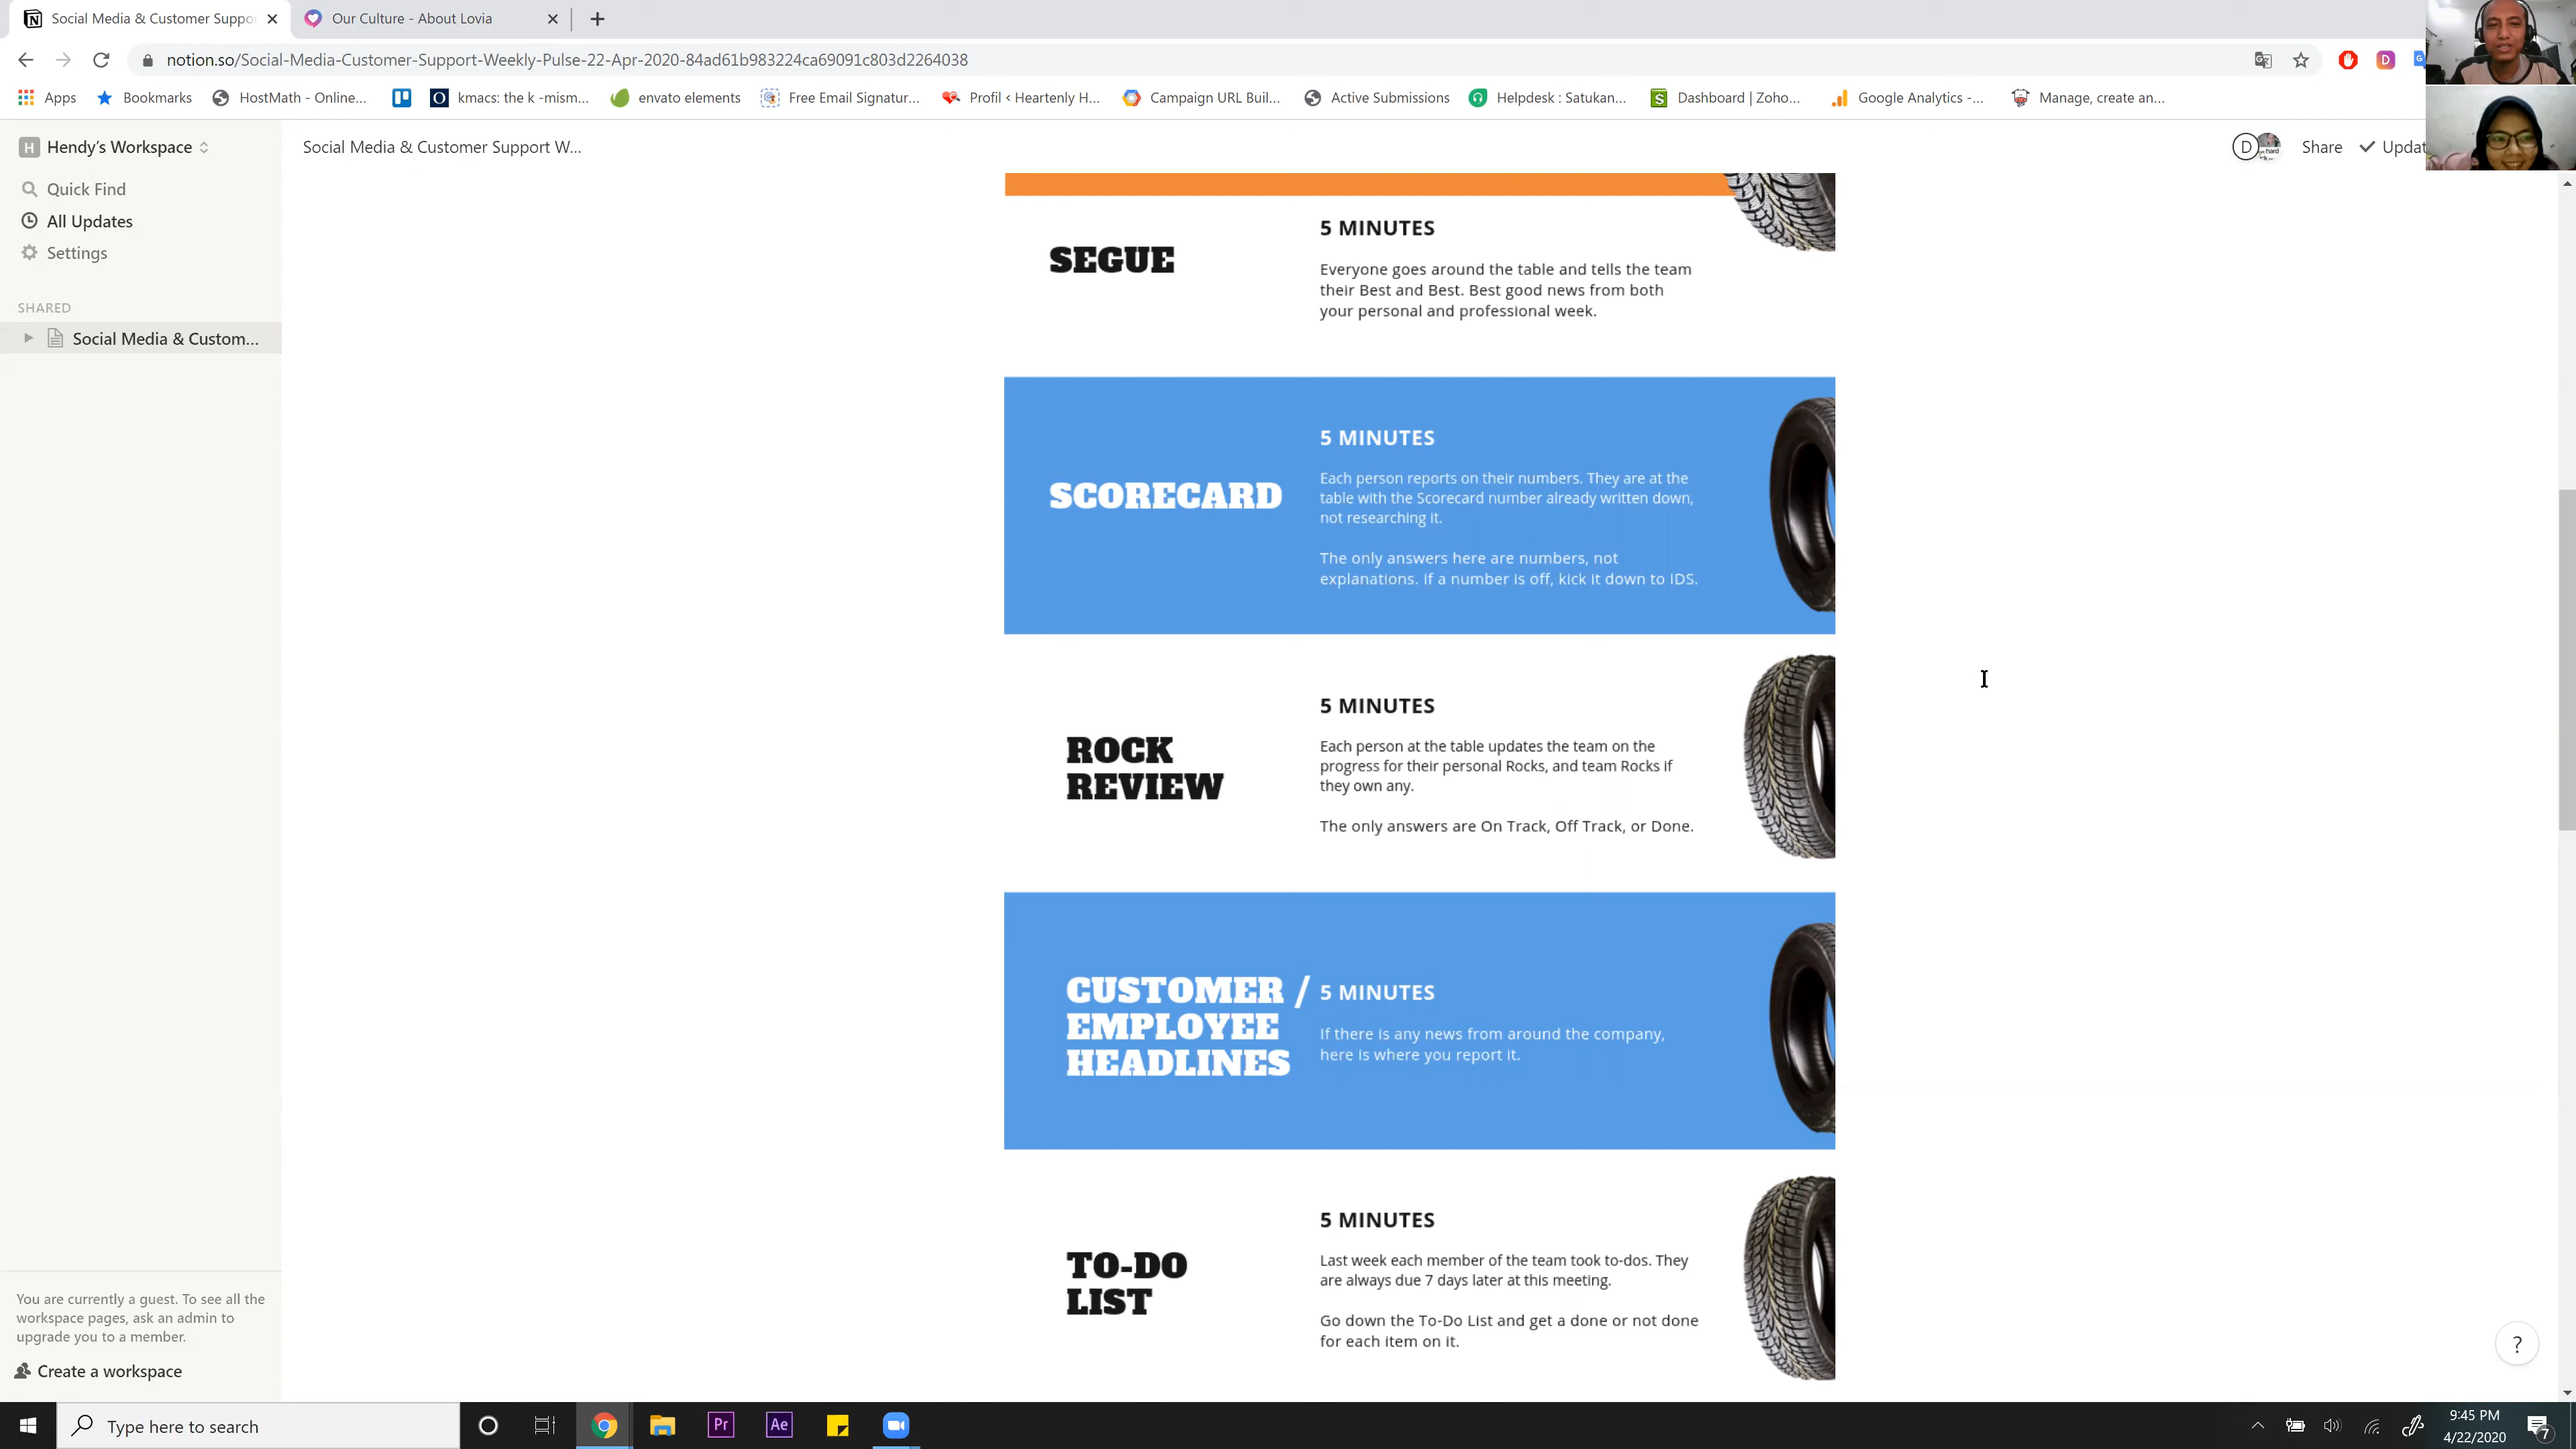 Social Media & Customer Suppo
Our Culture - About Lovia
notion.so/Social-Media-Customer-Support-Weekly-Pulse-22-Apr-2020-84ad61b983224ca69091c803d2264038
Apps
Bookmarks
HostMath - Online...
kmacs: the k -mism...
envato elements
Free Email Signatur...
Profil < Heartenly H...
Campaign URL Buil...
Active Submissions
Helpdesk : Satukan...
Dashboard | Zoho...
Google Analytics -...
Manage, create an...
H Hendy's Workspace
Social Media & Customer Support W...
D
Share
Updat
Quick Find
All Updates
Settings
SHARED
Social Media & Custom...
SEGUE
5 MINUTES
Everyone goes around the table and tells the team
their Best and Best. Best good news from both
your personal and professional week.
SCORECARD
5 MINUTES
Each person reports on their numbers. They are at the
table with the Scorecard number already written down,
not researching it.
The only answers here are numbers, not
explanations. If a number is off, kick it down to IDS.
ROCK
REVIEW
5 MINUTES
Each person at the table updates the team on the
progress for their personal Rocks, and team Rocks if
they own any.
The only answers are On Track, Off Track, or Done.
CUSTOMER /
EMPLOYEE
HEADLINES
5 MINUTES
If there is any news from around the company,
here is where you report it.
TO-DO
LIST
5 MINUTES
Last week each member of the team took to-dos. They
are always due 7 days later at this meeting.
Go down the To-Do List and get a done or not done
for each item on it.
You are currently a guest. To see all the
workspace pages, ask an admin to
upgrade you to a member.
Create a workspace
?
Type here to search
Pr
Ae
9:45 PM
4/22/2020
7